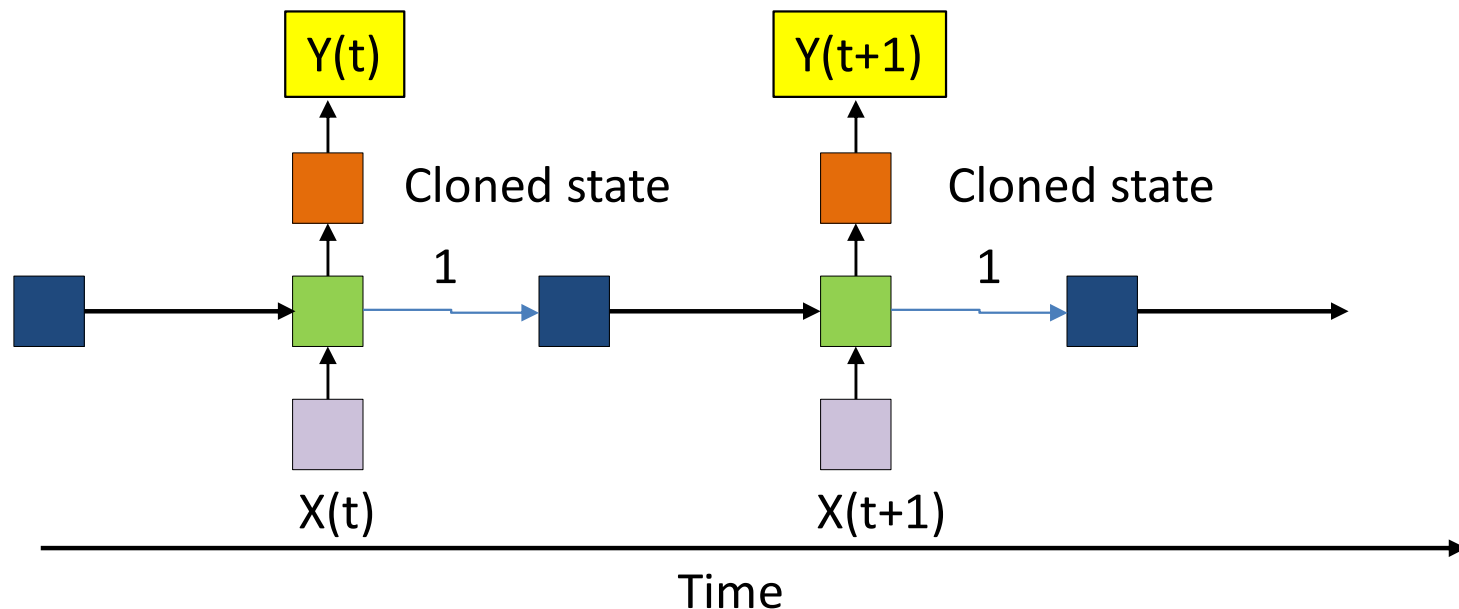 Y(t)
Y(t+1)
Cloned state
Cloned state
1
1
X(t)
X(t+1)
Time